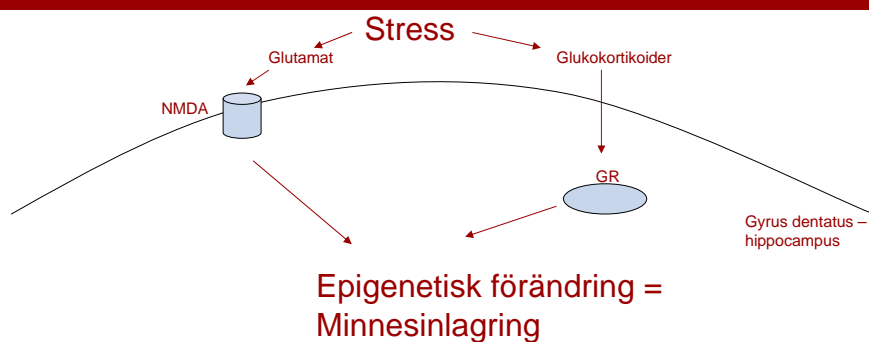 Stress
Glutamat
Glukokortikoider
NMDA
GR
Gyrus dentatus –
hippocampus
Epigenetisk förändring =
Minnesinlagring